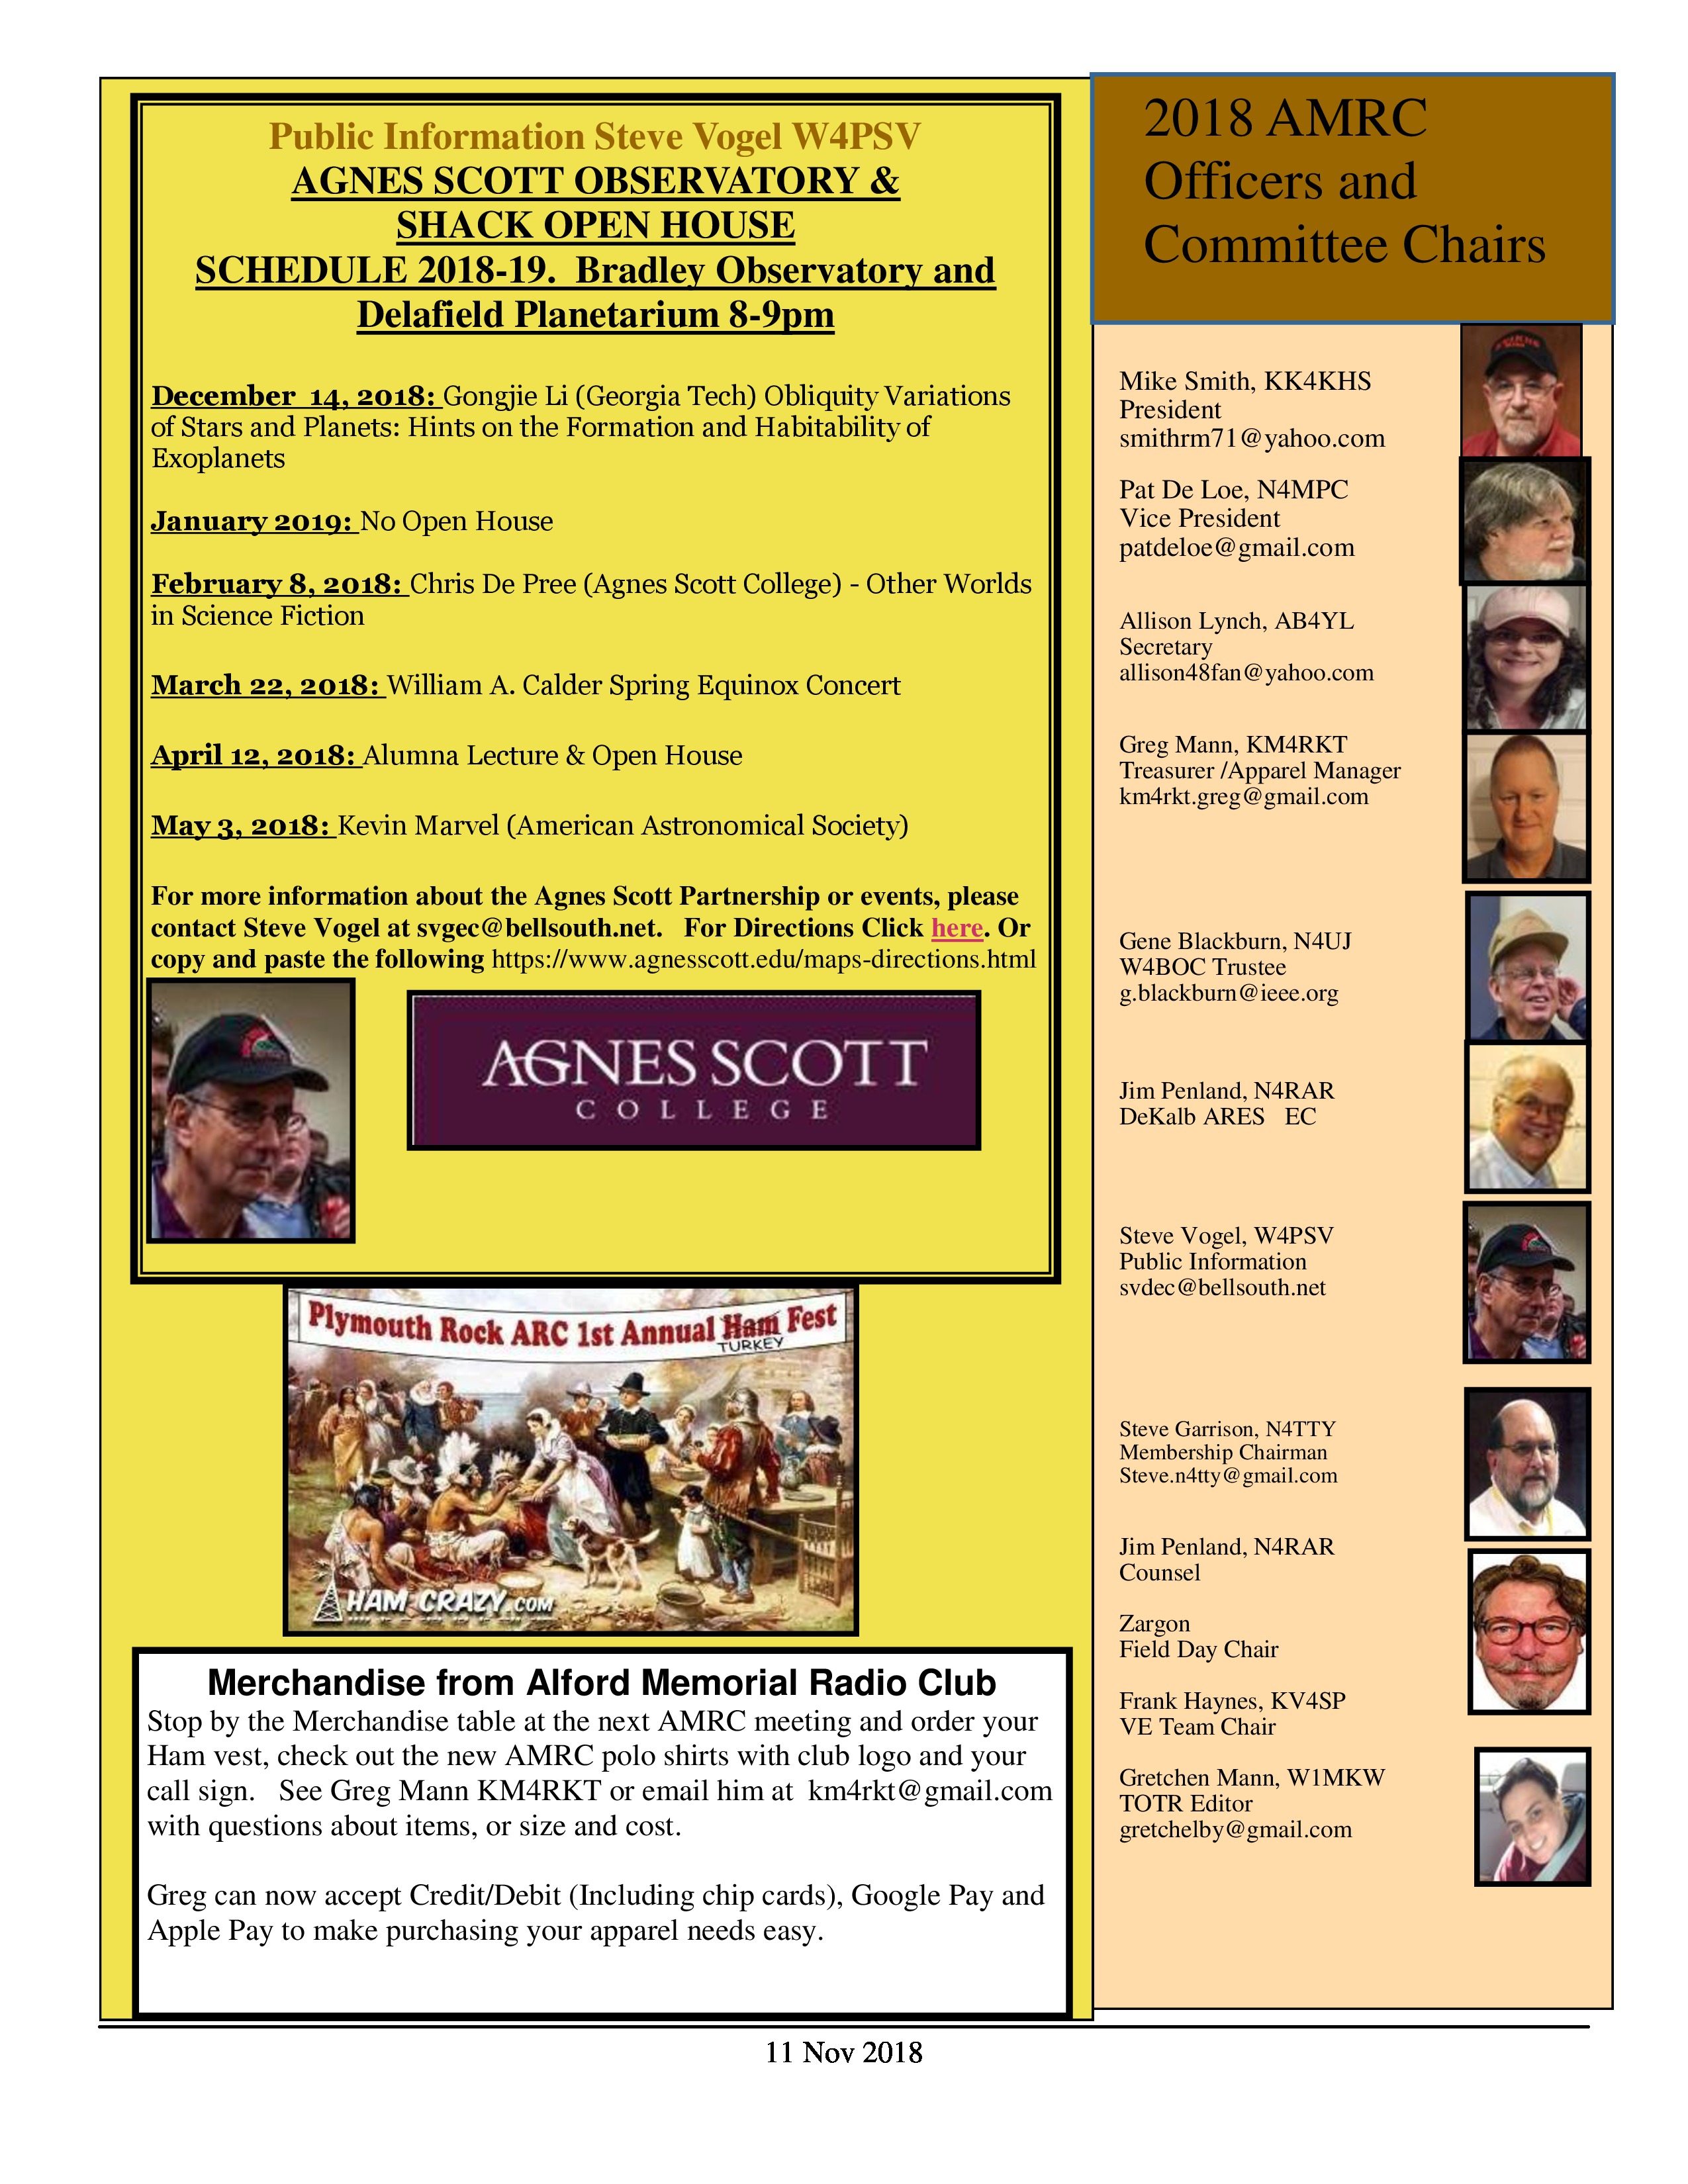 Public Information Steve Vogel W4PSV
AGNES SCOTT OBSERVATORY &
SHACK OPEN HOUSE
SCHEDULE 2018-19.  Bradley Observatory and
Delafield Planetarium 8-9pm
December  14, 2018: Gongjie Li (Georgia Tech) Obliquity Variations
of Stars and Planets: Hints on the Formation and Habitability of
Exoplanets
January 2019: No Open House
February 8, 2018: Chris De Pree (Agnes Scott College) - Other Worlds
in Science Fiction
March 22, 2018: William A. Calder Spring Equinox Concert
April 12, 2018: Alumna Lecture & Open House
May 3, 2018: Kevin Marvel (American Astronomical Society)
For more information about the Agnes Scott Partnership or events, please
contact Steve Vogel at svgec@bellsouth.net.   For Directions Click here. Or
copy and paste the following https://www.agnesscott.edu/maps-directions.html
AGNES SCOTT
COLLEGE
Plymouth Rock ARC 1st Annual Ham Fest
TURKEY
HAM CRAZY.COM
Merchandise from Alford Memorial Radio Club
Stop by the Merchandise table at the next AMRC meeting and order your
Ham vest, check out the new AMRC polo shirts with club logo and your
call sign.   See Greg Mann KM4RKT or email him at  km4rkt@gmail.com
with questions about items, or size and cost.
Greg can now accept Credit/Debit (Including chip cards), Google Pay and
Apple Pay to make purchasing your apparel needs easy.
2018 AMRC
Officers and
Committee Chairs
Mike Smith, KK4KHS
President
smithrm71@yahoo.com
Pat De Loe, N4MPC
Vice President
patdeloe@gmail.com
Allison Lynch, AB4YL
Secretary
allison48fan@yahoo.com
Greg Mann, KM4RKT
Treasurer /Apparel Manager
km4rkt.greg@gmail.com
Gene Blackburn, N4UJ
W4BOC Trustee
g.blackburn@ieee.org
Jim Penland, N4RAR
DeKalb ARES   EC
Steve Vogel, W4PSV
Public Information
svdec@bellsouth.net
Steve Garrison, N4TTY
Membership Chairman
Steve.n4tty@gmail.com
Jim Penland, N4RAR
Counsel
Zargon
Field Day Chair
Frank Haynes, KV4SP
VE Team Chair
Gretchen Mann, W1MKW
TOTR Editor
gretchelby@gmail.com
11 Nov 2018